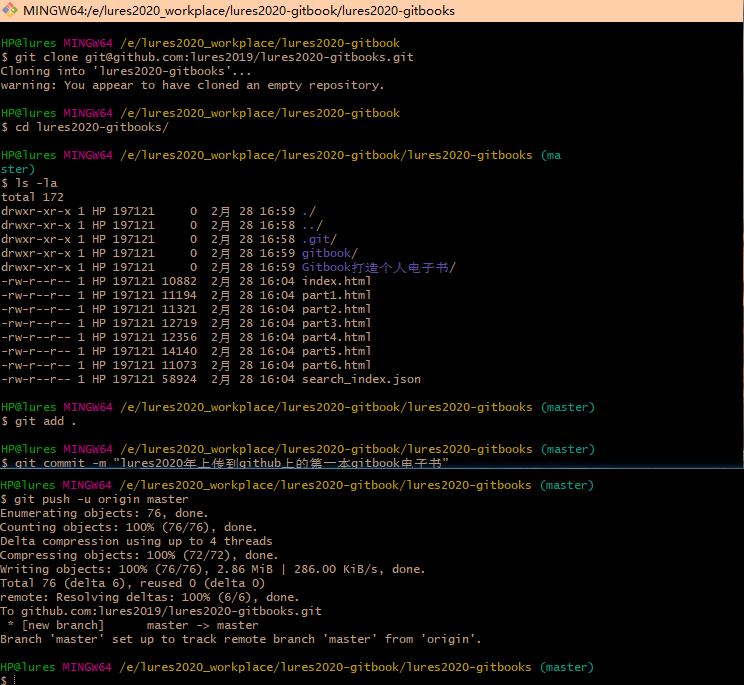 MINGW64:/e/lures2020_workplace/lures2020-gitbook/lures2020-gitbooks
HP@lures MINGW64 /e/lures2020_workplace/lures2020-gitbook
$ git clone git@github.com:lures2019/lures2020-gitbooks.git
Cloning into 'lures2020-gitbooks'...
warning: You appear to have cloned an empty repository.
HP@lures MINGW64 /e/lures2020_workplace/lures2020-gitbook
$ cd lures2020-gitbooks/
HP@lures MINGW64 /e/lures2020_workplace/lures2020-gitbook/lures2020-gitbooks (ma
ster)
$ ls -la
total 172
drwxr-xr-x 1 HP 197121     0  2月 28 16:59 ./
drwxr-xr-x 1 HP 197121     0  2月 28 16:58 ../
drwxr-xr-x 1 HP 197121     0  2月 28 16:58 .git/
drwxr-xr-x 1 HP 197121     0  2月 28 16:59 gitbook/
drwxr-xr-x 1 HP 197121     0  2月 28 16:59 Gitbook打造个人电子书/
-rw-r--r-- 1 HP 197121 10882  2月 28 16:04 index.html
-rw-r--r-- 1 HP 197121 11194  2月 28 16:04 part1.html
-rw-r--r-- 1 HP 197121 11321  2月 28 16:04 part2.html
-rw-r--r-- 1 HP 197121 12719  2月 28 16:04 part3.html
-rw-r--r-- 1 HP 197121 12356  2月 28 16:04 part4.html
-rw-r--r-- 1 HP 197121 14140  2月 28 16:04 part5.html
-rw-r--r-- 1 HP 197121 11073  2月 28 16:04 part6.html
-rw-r--r-- 1 HP 197121 58924  2月 28 16:04 search_index.json
HP@lures MINGW64 /e/lures2020_workplace/lures2020-gitbook/lures2020-gitbooks (master)
$ git add .
HP@lures MINGW64 /e/lures2020_workplace/lures2020-gitbook/lures2020-gitbooks (master)
$ git commit -m "lures2020年上传到github上的第一本gitbook电子书"
HP@lures MINGW64 /e/lures2020_workplace/lures2020-gitbook/lures2020-gitbooks (master)
$ git push -u origin master
Enumerating objects: 76, done.
Counting objects: 100% (76/76), done.
Delta compression using up to 4 threads
Compressing objects: 100% (72/72), done.
Writing objects: 100% (76/76), 2.86 MiB | 286.00 KiB/s, done.
Total 76 (delta 6), reused 0 (delta 0)
remote: Resolving deltas: 100% (6/6), done.
To github.com:lures2019/lures2020-gitbooks.git
 * [new branch]      master -> master
Branch 'master' set up to track remote branch 'master' from 'origin'.
HP@lures MINGW64 /e/lures2020_workplace/lures2020-gitbook/lures2020-gitbooks (master)
$